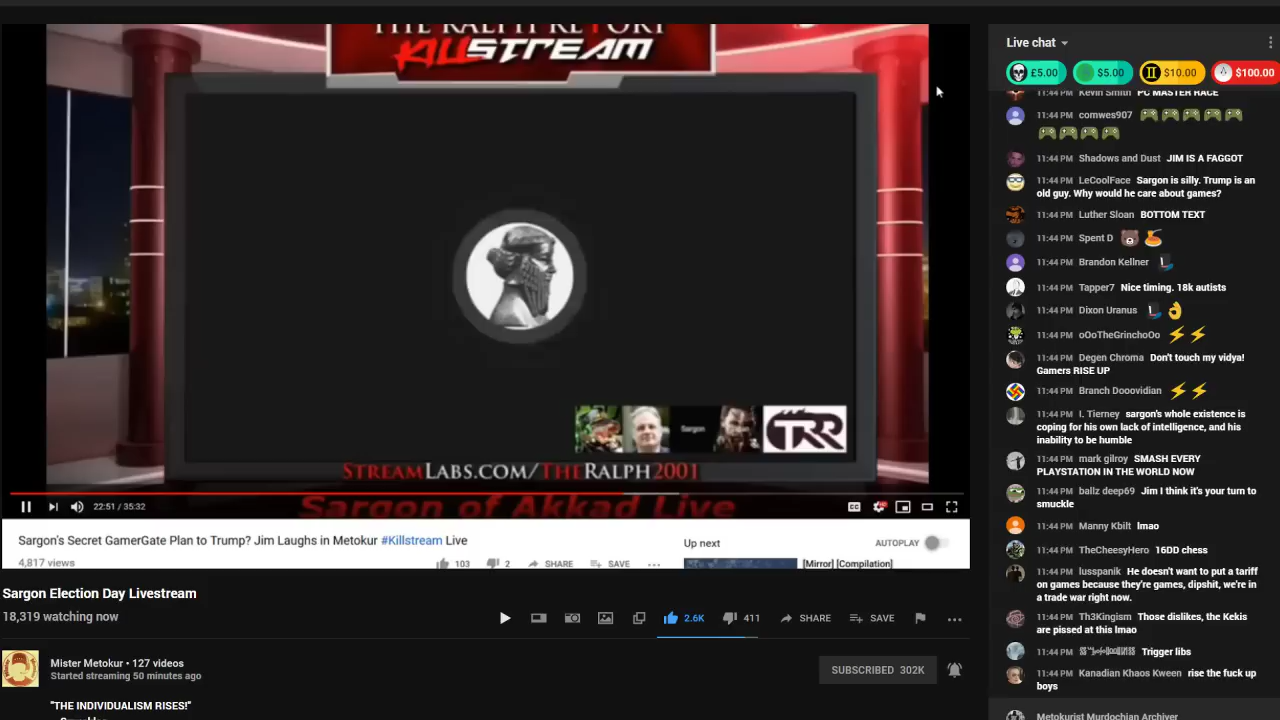 THE RALPH RETORT
KILLSTREAM
Sargon
TRR
STREAMLABS.COM/THERALPH2001
Sargon of Akkad Live
22:51 / 35:32
Sargon's Secret GamerGate Plan to Trump? Jim Laughs in Metokur #Killstream Live
4,817 views
103
2
SHARE
SAVE
Up next
AUTOPLAY
[Mirror] [Compilation]
Sargon Election Day Livestream
18,319 watching now
2.6K
411
SHARE
SAVE
Mister Metokur • 127 videos
Started streaming 50 minutes ago
SUBSCRIBED 302K
"THE INDIVIDUALISM RISES!"
Live chat
£5.00
$5.00
$10.00
$100.00
11:44 PM Kevin Smith PC MASTER RACE
11:44 PM comwes907
11:44 PM Shadows and Dust JIM IS A FAGGOT
11:44 PM LeCoolFace Sargon is silly. Trump is an
old guy. Why would he care about games?
11:44 PM Luther Sloan BOTTOM TEXT
11:44 PM Spent D
11:44 PM Brandon Kellner
11:44 PM Tapper7 Nice timing. 18k autists
11:44 PM Dixon Uranus
11:44 PM oOoTheGrinchoOo
11:44 PM Degen Chroma Don't touch my vidya!
Gamers RISE UP
11:44 PM Branch Dooovidian
11:44 PM I. Tierney sargon's whole existence is
coping for his own lack of intelligence, and his
inability to be humble
11:44 PM mark gilroy SMASH EVERY
PLAYSTATION IN THE WORLD NOW
11:44 PM ballz deep69 Jim I think it's your turn to
smuckle
11:44 PM Manny Kbilt lmao
11:44 PM TheCheesyHero 16DD chess
11:44 PM lusspanik He doesn't want to put a tariff
on games because they're games, dipshit, we're in
a trade war right now.
11:44 PM Th3Kingism Those dislikes, the Kekis
are pissed at this lmao
11:44 PM Trigger libs
11:44 PM Kanadian Khaos Kween rise the fuck up
boys
Metokurist Murdochian Archiver